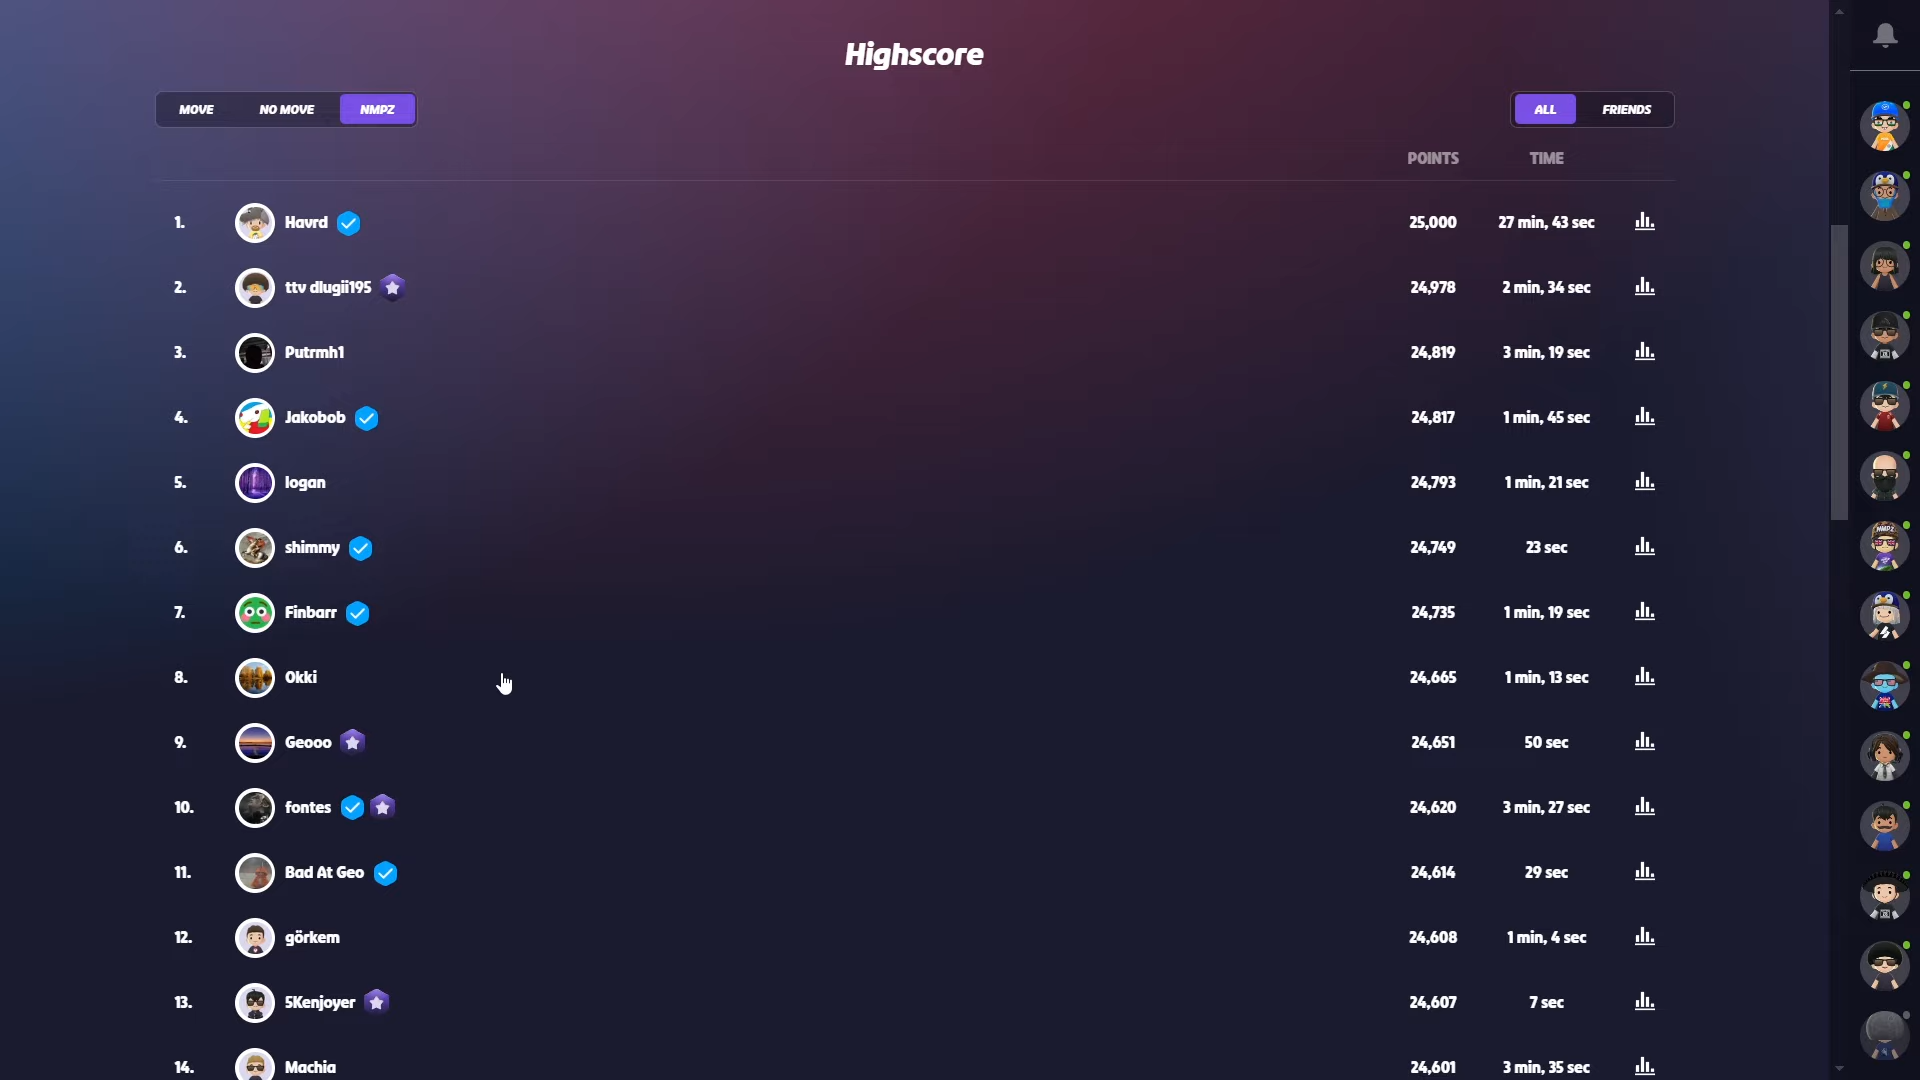 Highscore
MOVE NO MOVE NMPZ ALL FRIENDS
POINTS TIME
1. Havrd 25,000 27 min, 43 sec
2. ttv dlugii195 24,978 2 min, 34 sec
3. Putrmh1 24,819 3 min, 19 sec
4. Jakobob 24,817 1 min, 45 sec
5. logan 24,793 1 min, 21 sec
6. shimmy 24,749 23 sec
7. Finbarr 24,735 1 min, 19 sec
8. Okki 24,665 1 min, 13 sec
9. Geooo 24,651 50 sec
10. fontes 24,620 3 min, 27 sec
11. Bad At Geo 24,614 29 sec
12. görkem 24,608 1 min, 4 sec
13. 5Kenjoyer 24,607 7 sec
14. Machia 24,601 3 min, 35 sec
NMPZ